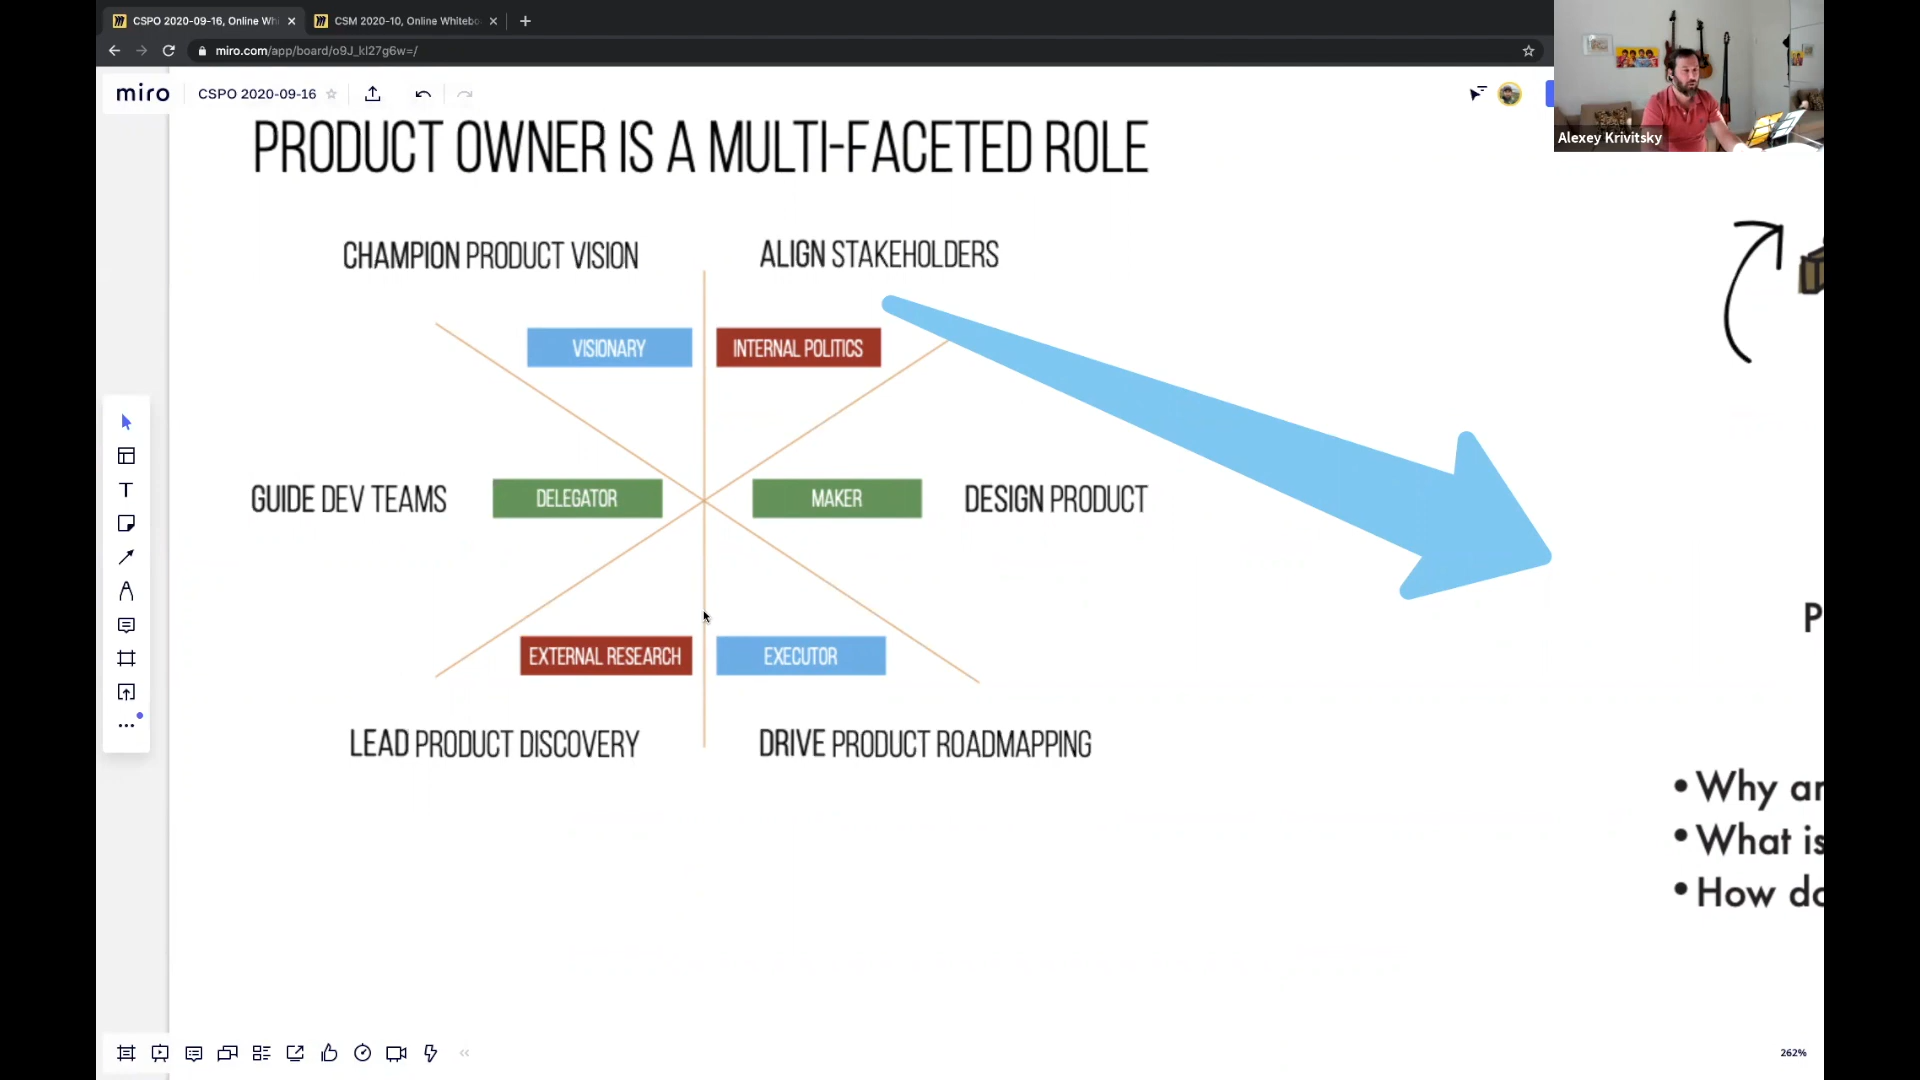 CSPO 2020-09-16, Online Wh
CSM 2020-10, Online Whitebo
miro.com/app/board/o9J_kl27g6w=/
miro
CSPO 2020-09-16
Alexey Krivitsky
PRODUCT OWNER IS A MULTI-FACETED ROLE
CHAMPION PRODUCT VISION
ALIGN STAKEHOLDERS
VISIONARY
INTERNAL POLITICS
GUIDE DEV TEAMS
DELEGATOR
MAKER
DESIGN PRODUCT
EXTERNAL RESEARCH
EXECUTOR
LEAD PRODUCT DISCOVERY
DRIVE PRODUCT ROADMAPPING
P
• Why ar
• What is
• How do
262%